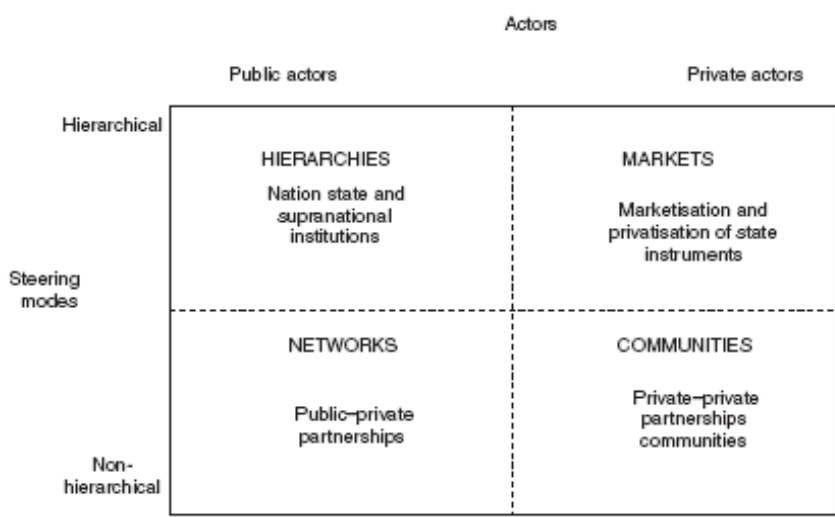 Actors
Public actors
Private actors
Hierarchical
HIERARCHIES
Nation state and
supranational
institutions
MARKETS
Marketisation and
privatisation of state
instruments
Steering
modes
NETWORKS
Public–private
partnerships
COMMUNITIES
Private–private
partnerships
communities
Non-
hierarchical